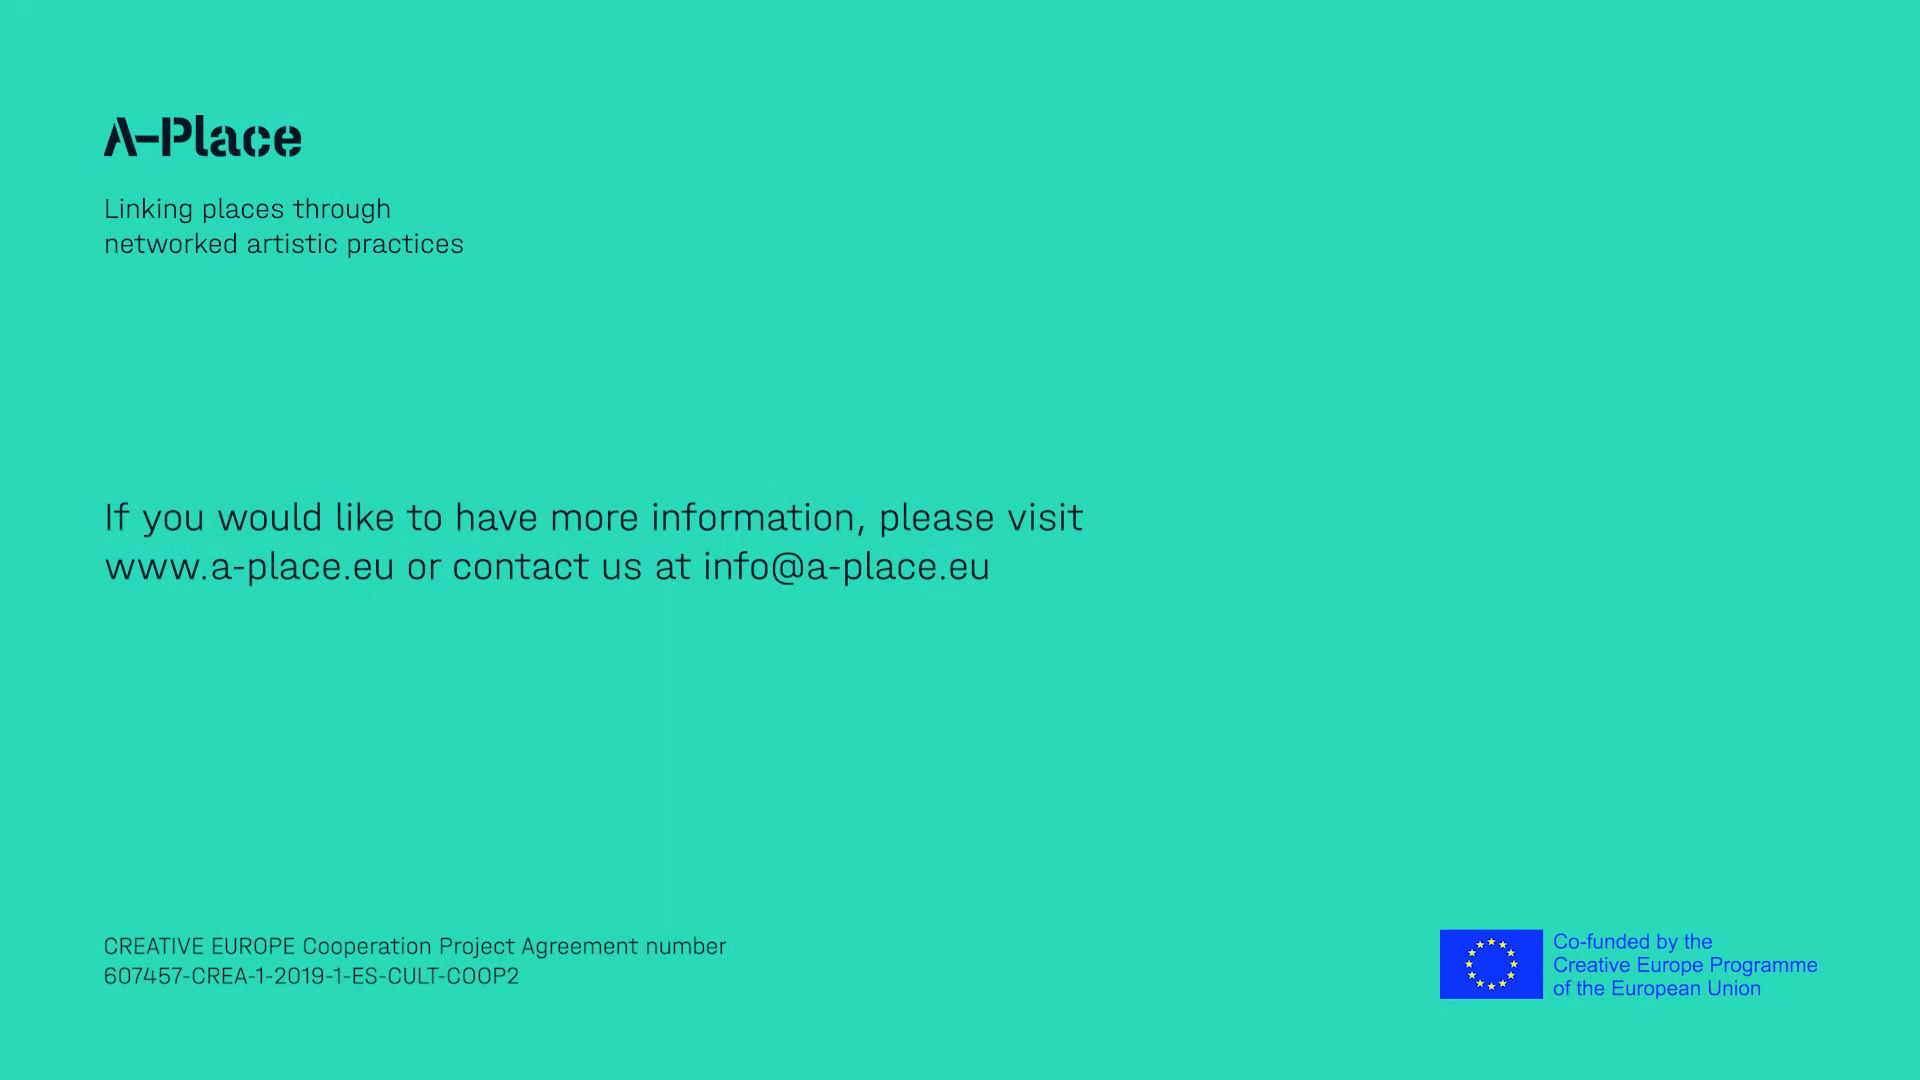 A-Place
Linking places through
networked artistic practices
If you would like to have more information, please visit
www.a-place.eu or contact us at info@a-place.eu
CREATIVE EUROPE Cooperation Project Agreement number
607457-CREA-1-2019-1-ES-CULT-COOP2
Co-funded by the
Creative Europe Programme
of the European Union